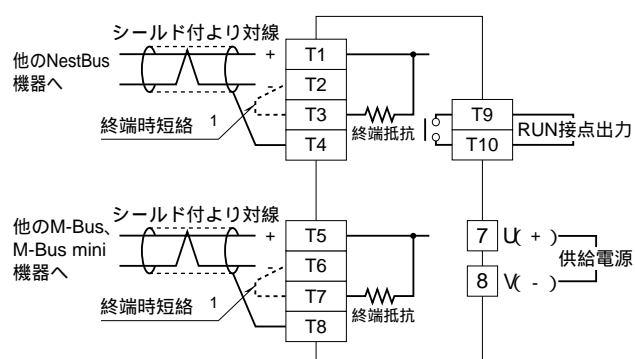 シールド付より対線
他のNestBus
機器へ
+
T1
T2
T3
T4
終端時短絡 1
終端抵抗
T9
T10
RUN接点出力
シールド付より対線
他のM-Bus、
M-Bus mini
機器へ
+
T5
T6
T7
T8
終端時短絡 1
終端抵抗
7 U( + )
8 V( - )
供給電源